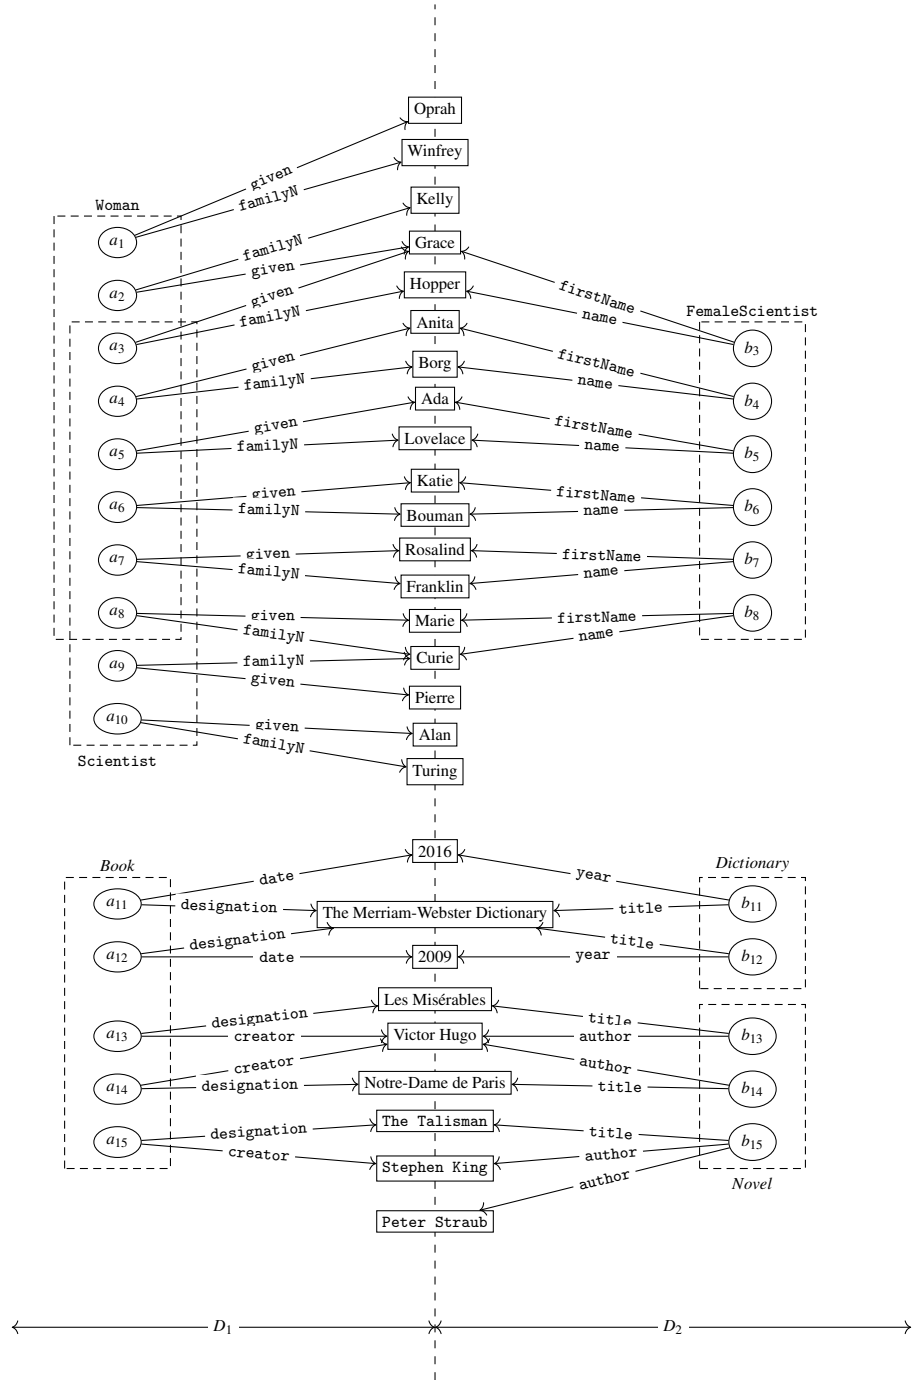 Oprah
Winfrey
given
familyN
Woman
Kelly
a1
familyN
Grace
given
a2
given
Hopper
firstName
name
FemaleScientist
familyN
Anita
a3
b3
given
Borg
firstName
familyN
name
a4
b4
Ada
given
firstName
familyN
Lovelace
name
a5
b5
Katie
given
firstName
a6
familyN
Bouman
name
b6
Rosalind
given
firstName
a7
familyN
Franklin
name
b7
a8
given
Marie
firstName
b8
familyN
name
Curie
a9
familyN
given
Pierre
a10
given
Alan
familyN
Scientist
Turing
2016
Book
Dictionary
date
year
a11
designation
The Merriam-Webster Dictionary
title
b11
designation
title
a12
date
2009
year
b12
Les Misérables
designation
title
a13
creator
Victor Hugo
author
b13
creator
author
a14
designation
Notre-Dame de Paris
title
b14
The Talisman
designation
title
a15
creator
author
b15
Stephen King
author
Novel
Peter Straub
D1
D2